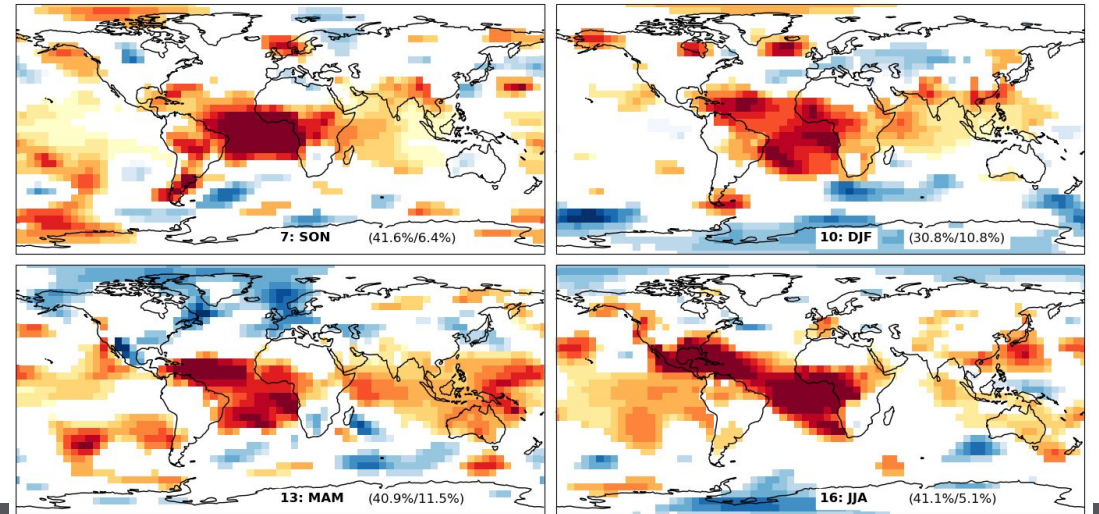 7: SON (41.6%/6.4%)
10: DJF (30.8%/10.8%)
13: MAM (40.9%/11.5%)
16: JJA (41.1%/5.1%)